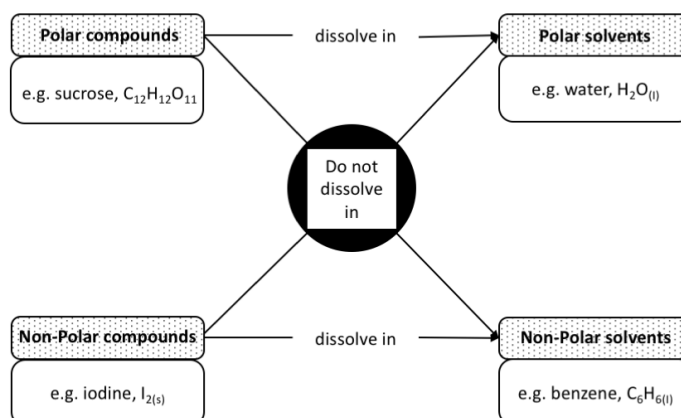 Polar compounds
dissolve in
Polar solvents
e.g. sucrose, C₁₂H₁₂O₁₁
e.g. water, H₂O₍ₗ₎
Do not
dissolve
in
Non-Polar compounds
dissolve in
Non-Polar solvents
e.g. iodine, I₂₍ₛ₎
e.g. benzene, C₆H₆₍ₗ₎